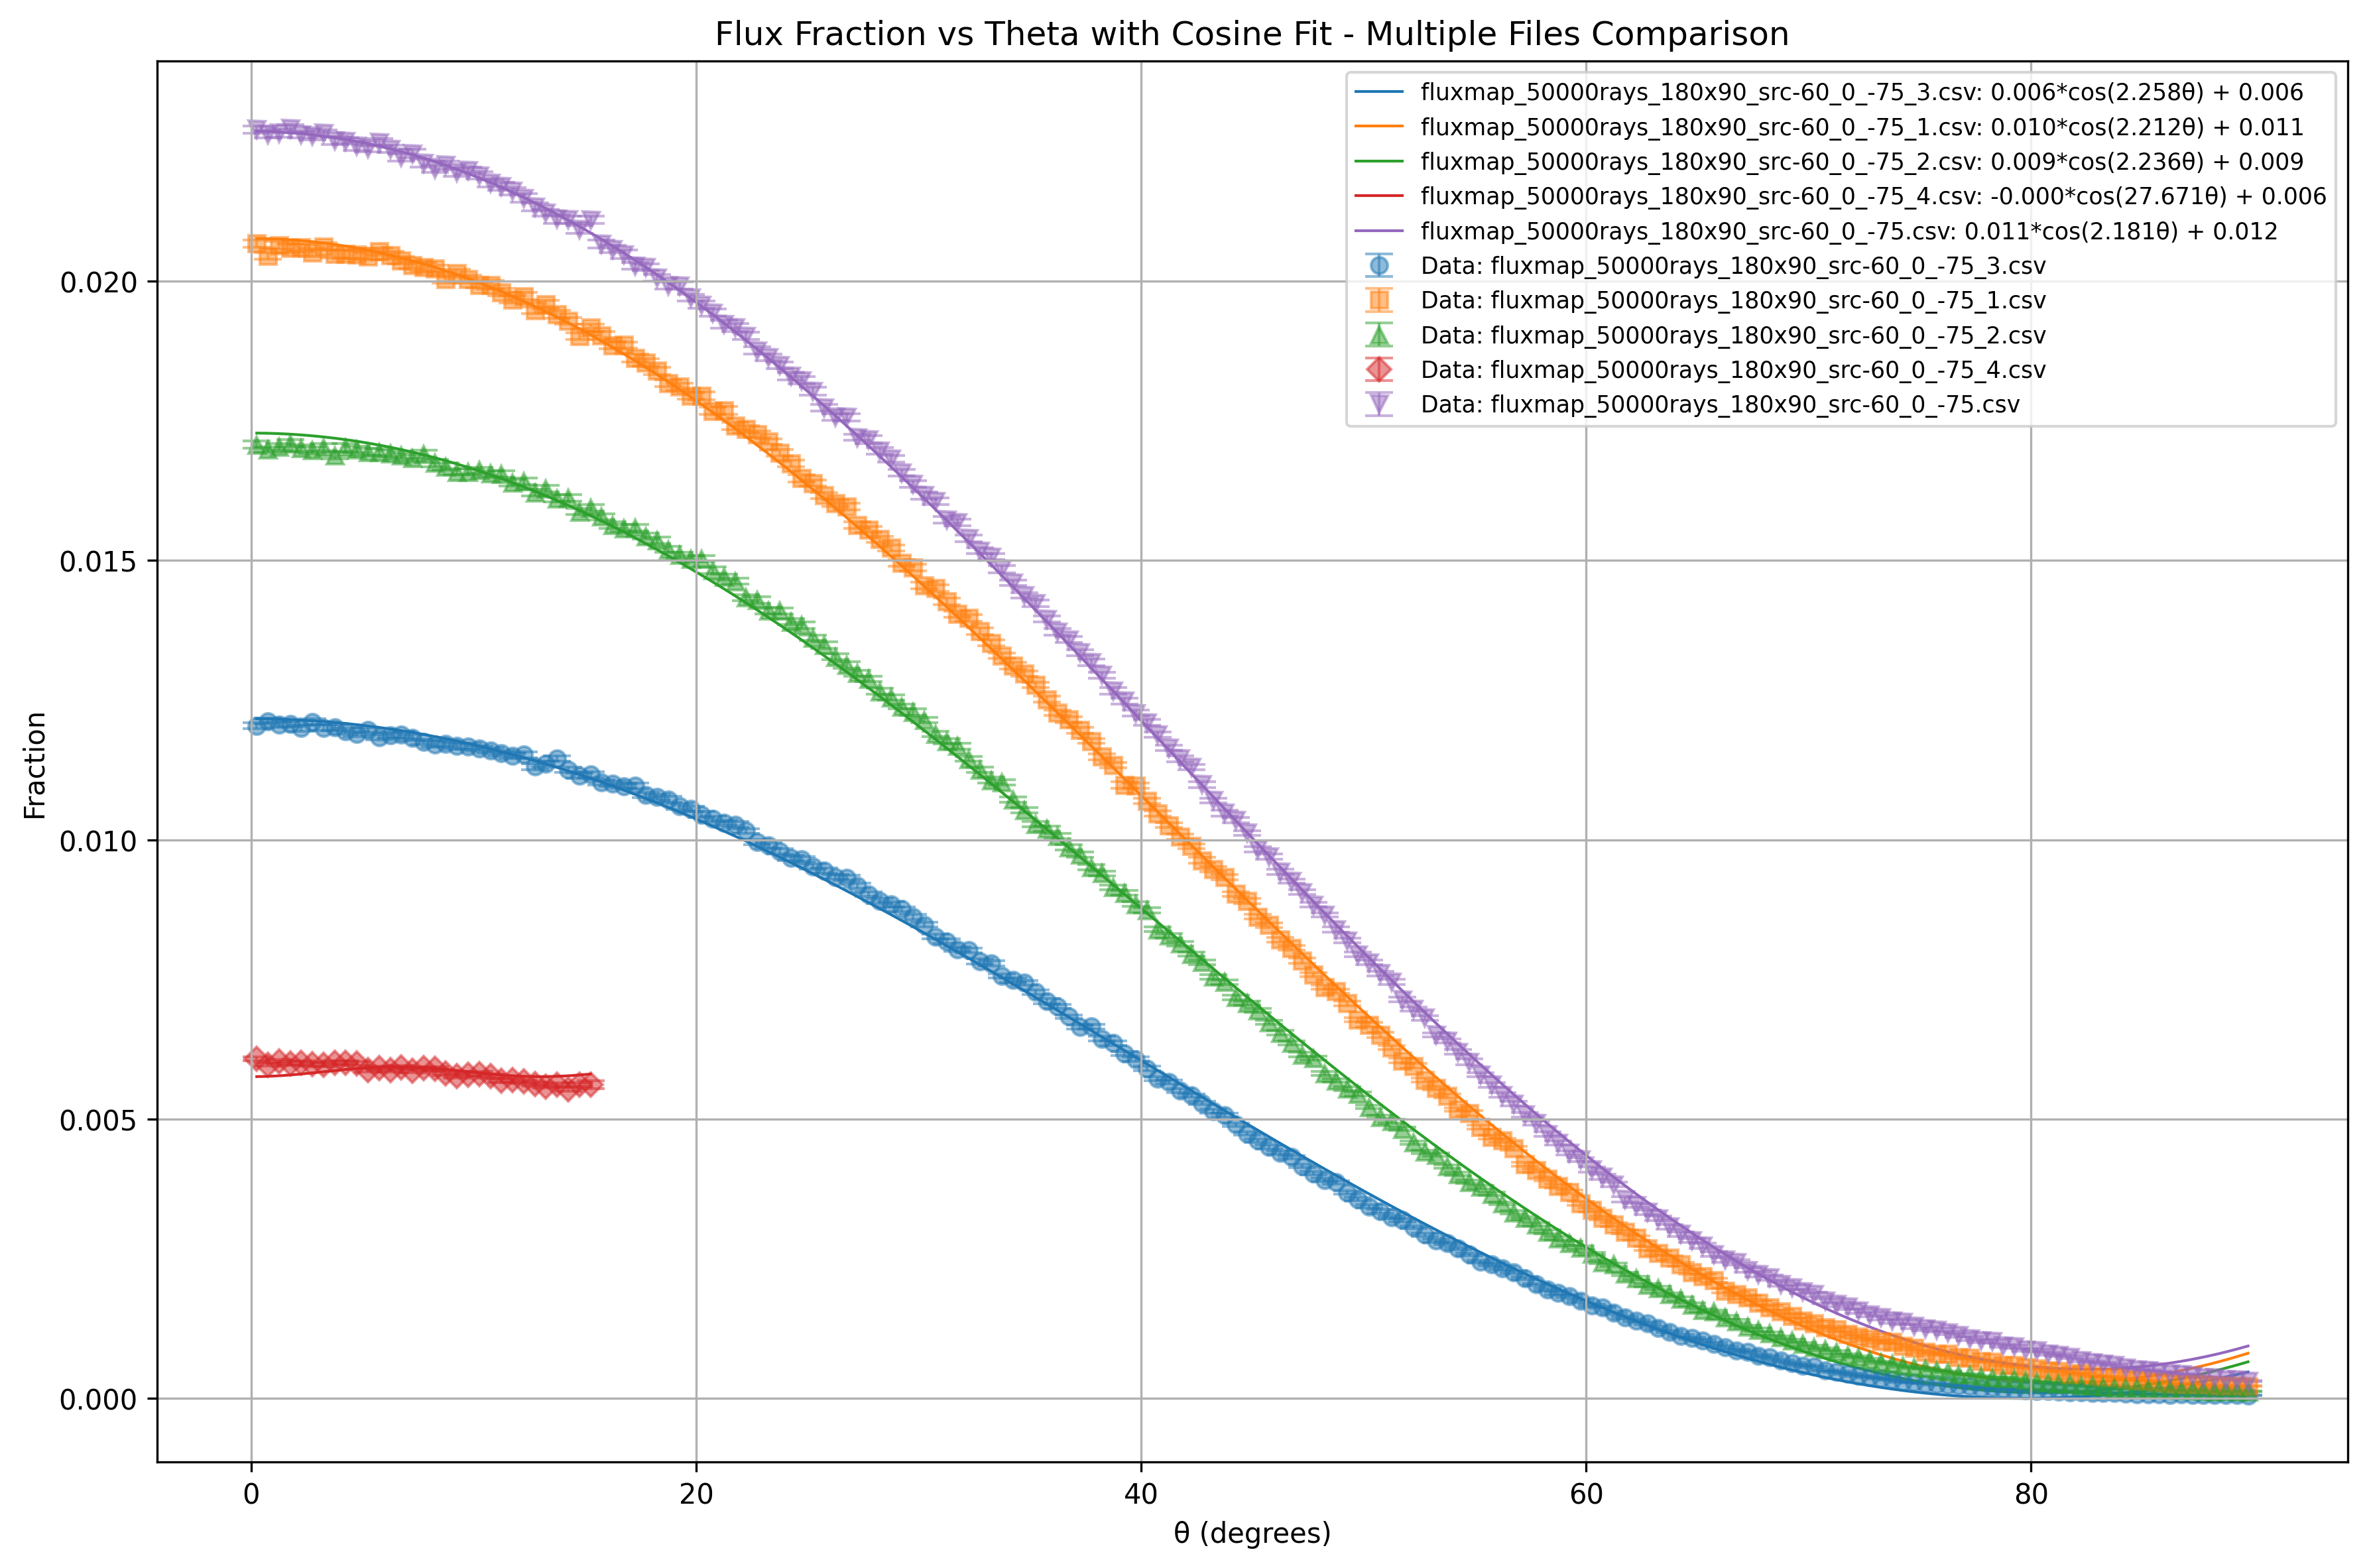 Flux Fraction vs Theta with Cosine Fit - Multiple Files Comparison
fluxmap_50000rays_180x90_src-60_0_-75_3.csv: 0.006*cos(2.258θ) + 0.006
fluxmap_50000rays_180x90_src-60_0_-75_1.csv: 0.010*cos(2.212θ) + 0.011
fluxmap_50000rays_180x90_src-60_0_-75_2.csv: 0.009*cos(2.236θ) + 0.009
fluxmap_50000rays_180x90_src-60_0_-75_4.csv: -0.000*cos(27.671θ) + 0.006
fluxmap_50000rays_180x90_src-60_0_-75.csv: 0.011*cos(2.181θ) + 0.012
Data: fluxmap_50000rays_180x90_src-60_0_-75_3.csv
Data: fluxmap_50000rays_180x90_src-60_0_-75_1.csv
Data: fluxmap_50000rays_180x90_src-60_0_-75_2.csv
Data: fluxmap_50000rays_180x90_src-60_0_-75_4.csv
Data: fluxmap_50000rays_180x90_src-60_0_-75.csv
Fraction
0.020
0.015
0.010
0.005
0.000
0 20 40 60 80
θ (degrees)